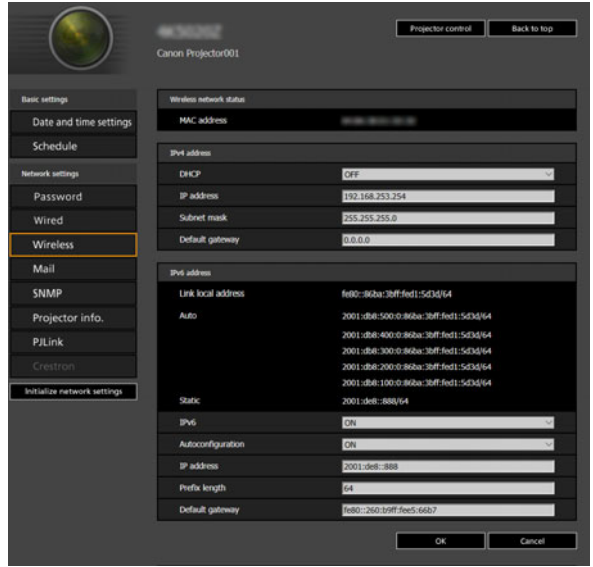 Projector control
Back to top
Canon Projector001
Basic settings
Date and time settings
Schedule
Network settings
Password
Wired
Wireless
Mail
SNMP
Projector info.
PJLink
Crestron
Initialize network settings
Wireless network status
MAC address
IPv4 address
DHCP OFF
IP address 192.168.253.254
Subnet mask 255.255.255.0
Default gateway 0.0.0.0
IPv6 address
Link local address fe80::86ba:3bff:fed1:5d3d/64
Auto 2001:db8:500:0:86ba:3bff:fed1:5d3d/64
2001:db8:400:0:86ba:3bff:fed1:5d3d/64
2001:db8:300:0:86ba:3bff:fed1:5d3d/64
2001:db8:200:0:86ba:3bff:fed1:5d3d/64
2001:db8:100:0:86ba:3bff:fed1:5d3d/64
Static 2001:de8::888/64
IPv6 ON
Autoconfiguration ON
IP address 2001:de8::888
Prefix length 64
Default gateway fe80::260:b9ff:fee5:66b7
OK
Cancel